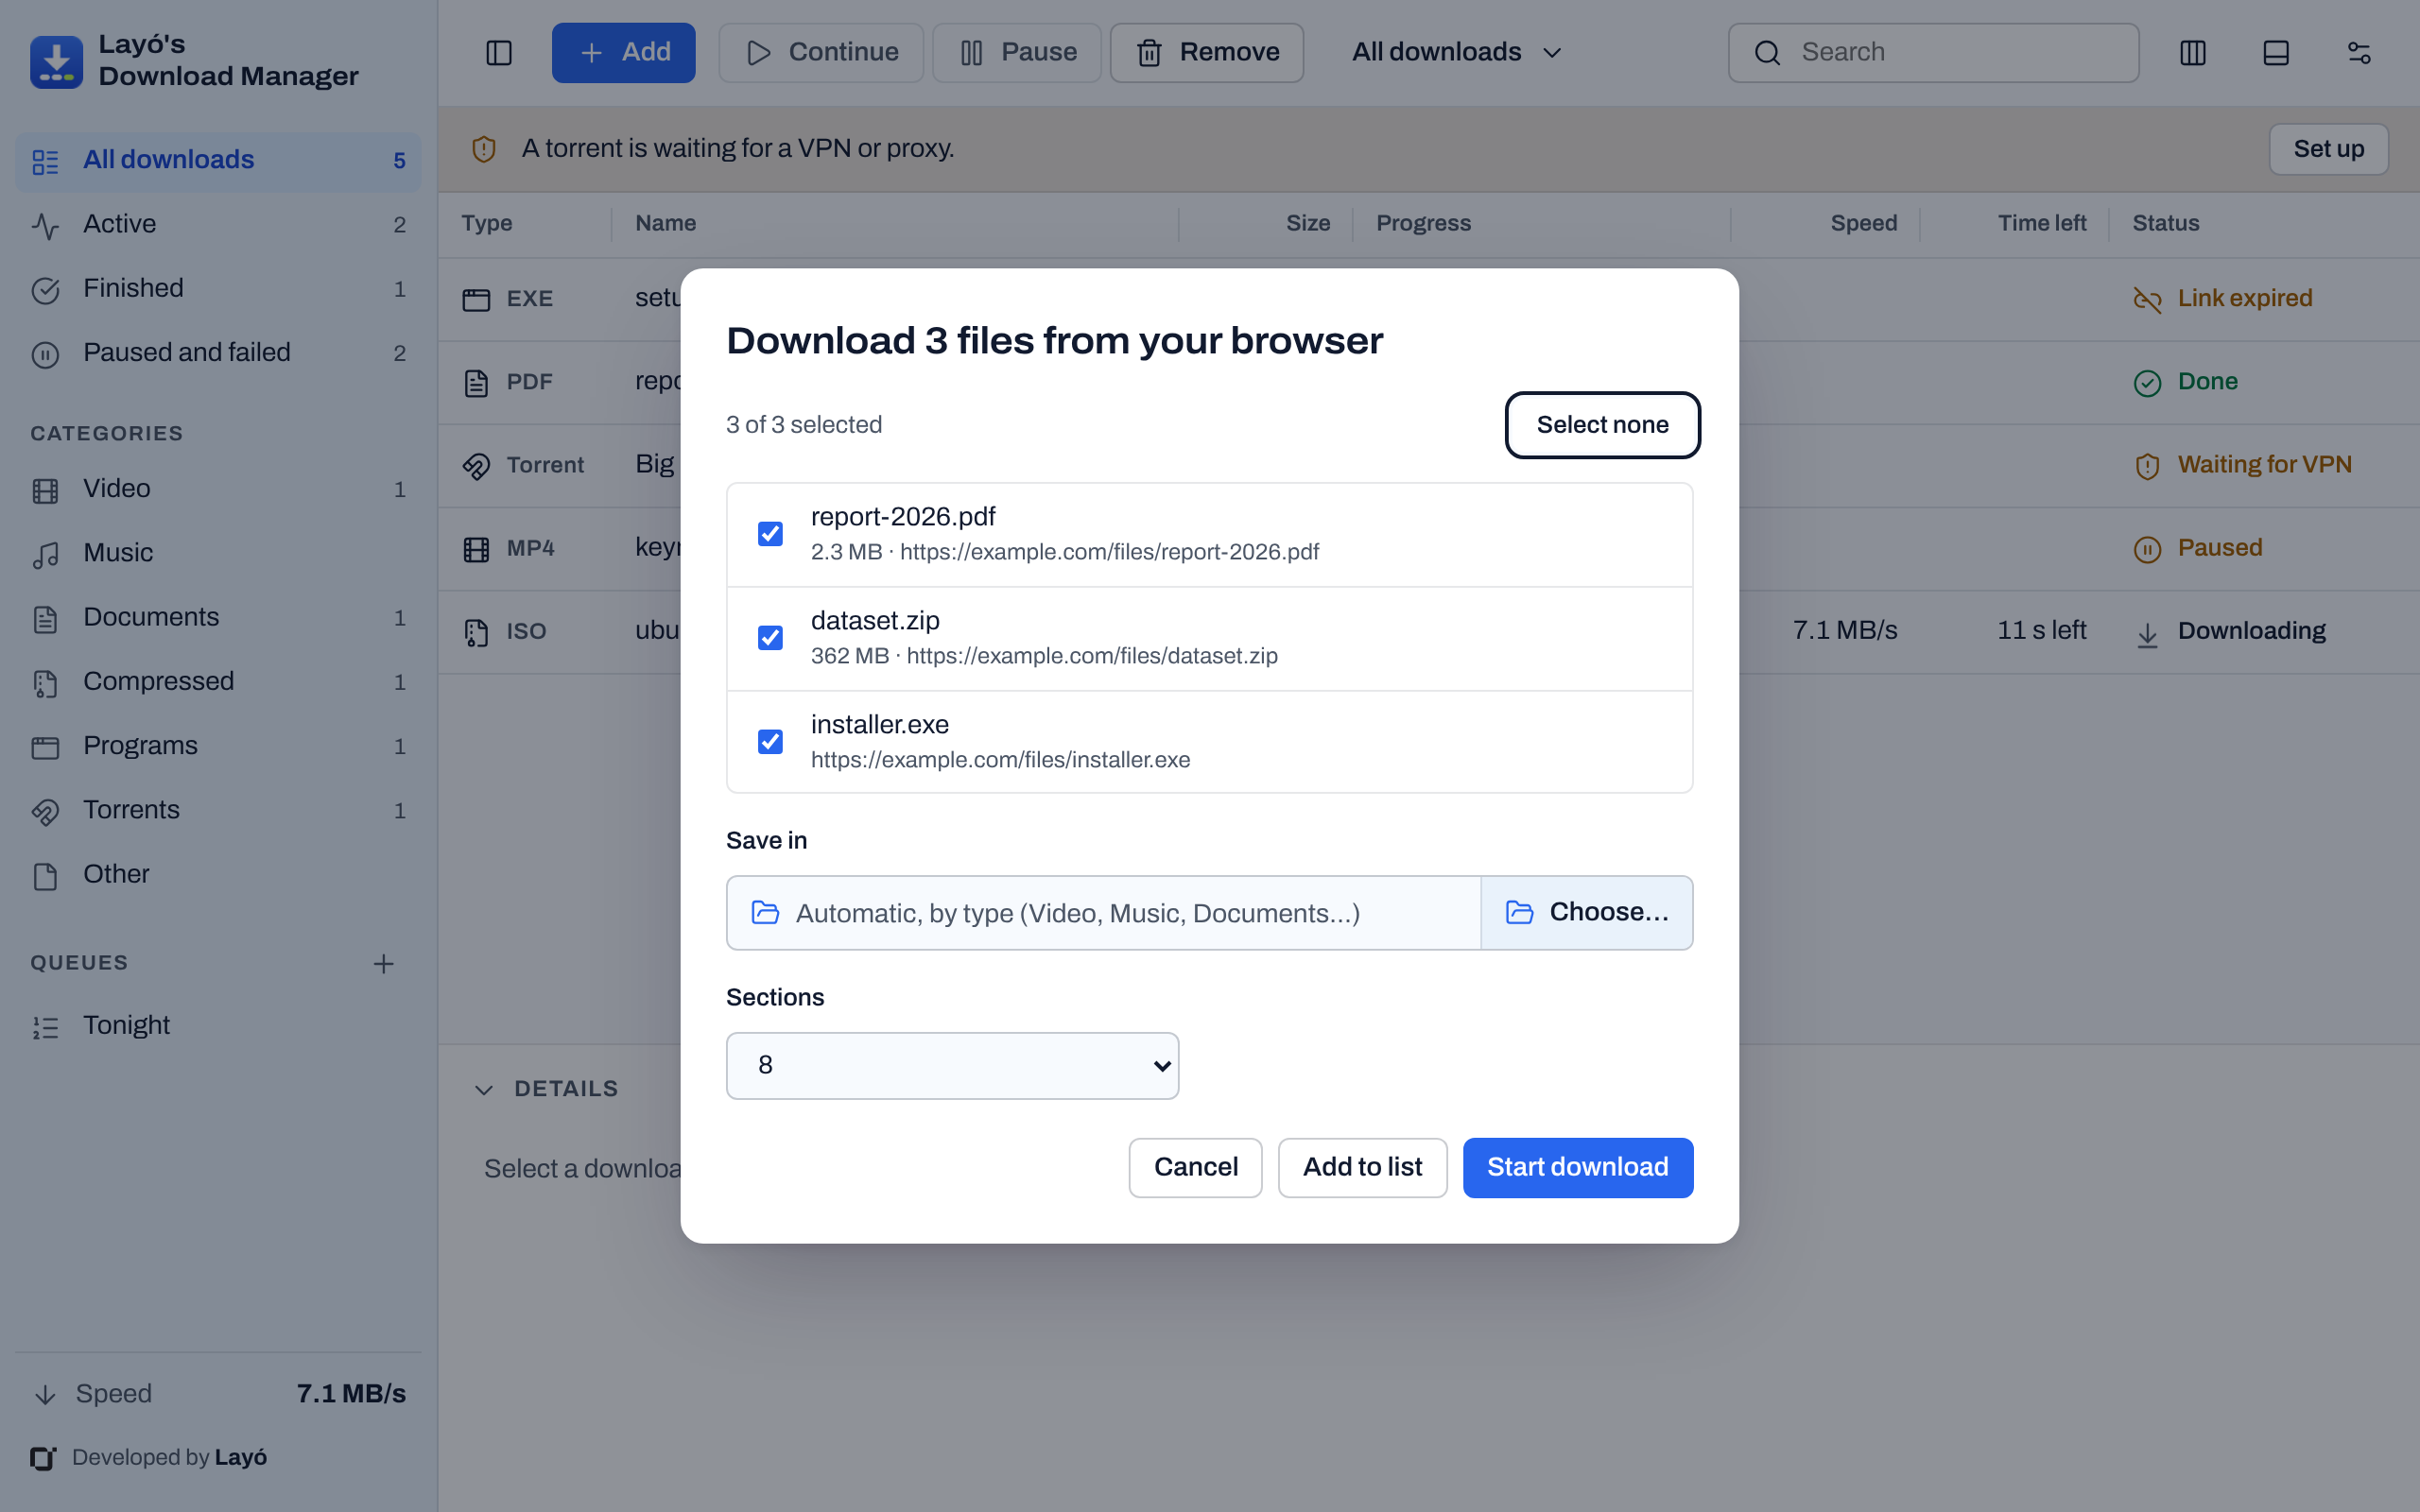 Layó's
Download Manager
Add
Continue
Pause
Remove
All downloads
Search
All downloads 5
Active 2
Finished 1
Paused and failed 2
CATEGORIES
Video 1
Music
Documents 1
Compressed 1
Programs 1
Torrents 1
Other
QUEUES
Tonight
Speed 7.1 MB/s
Developed by Layó
A torrent is waiting for a VPN or proxy.
Set up
Type Name Size Progress Speed Time left Status
EXE setu Link expired
PDF repo Done
Torrent Big Waiting for VPN
MP4 Paused
ISO ubu 7.1 MB/s 11 s left Downloading
DETAILS
Select a downloa
Download 3 files from your browser
3 of 3 selected
Select none
report-2026.pdf
2.3 MB · https://example.com/files/report-2026.pdf
dataset.zip
362 MB · https://example.com/files/dataset.zip
installer.exe
https://example.com/files/installer.exe
Save in
Automatic, by type (Video, Music, Documents...)
Choose...
Sections
8
Cancel
Add to list
Start download